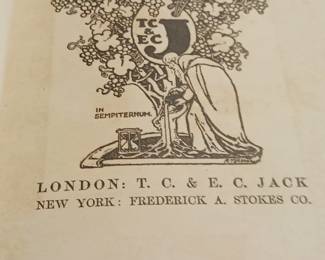 TC
& J
EC
IN
SEMPITERNUM.
LONDON: T. C. & E. C. JACK
NEW YORK: FREDERICK A. STOKES CO.